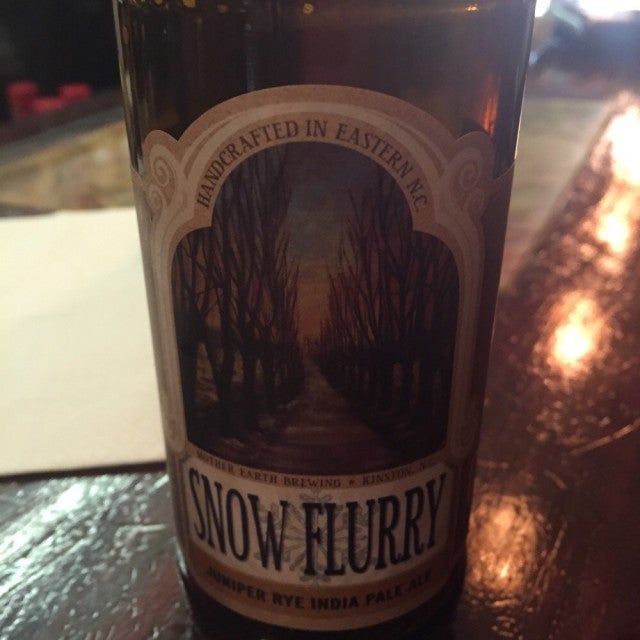 HANDCRAFTED IN EASTERN N.C.
MOTHER EARTH BREWING • KINSTON, N.C.
SNOW FLURRY
JUNIPER RYE INDIA PALE ALE